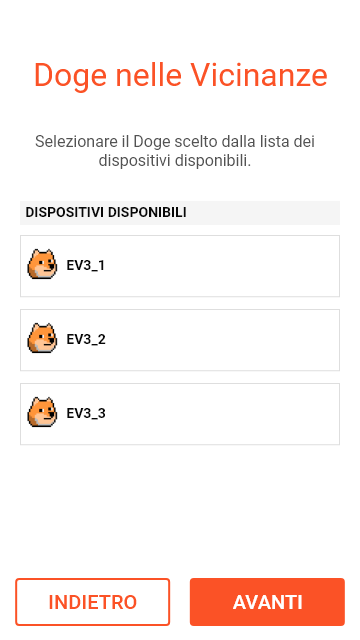 Doge nelle Vicinanze
Selezionare il Doge scelto dalla lista dei
dispositivi disponibili.
DISPOSITIVI DISPONIBILI
EV3_1
EV3_2
EV3_3
INDIETRO
AVANTI